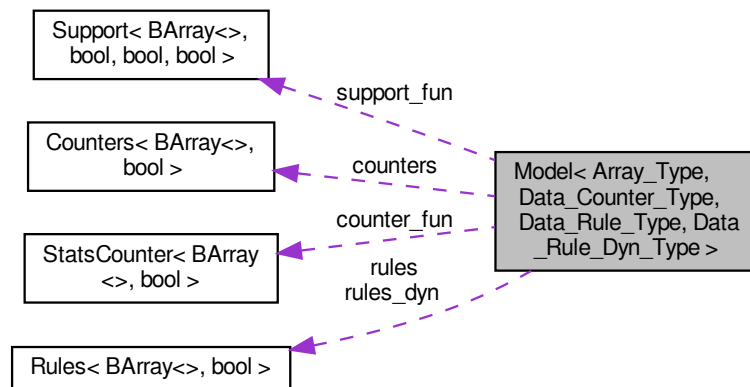 Support< BArray<>,
bool, bool, bool >
support_fun
Counters< BArray<>,
bool >
counters
Model< Array_Type,
Data_Counter_Type,
Data_Rule_Type, Data
_Rule_Dyn_Type >
counter_fun
StatsCounter< BArray
<>, bool >
rules
rules_dyn
Rules< BArray<>, bool >